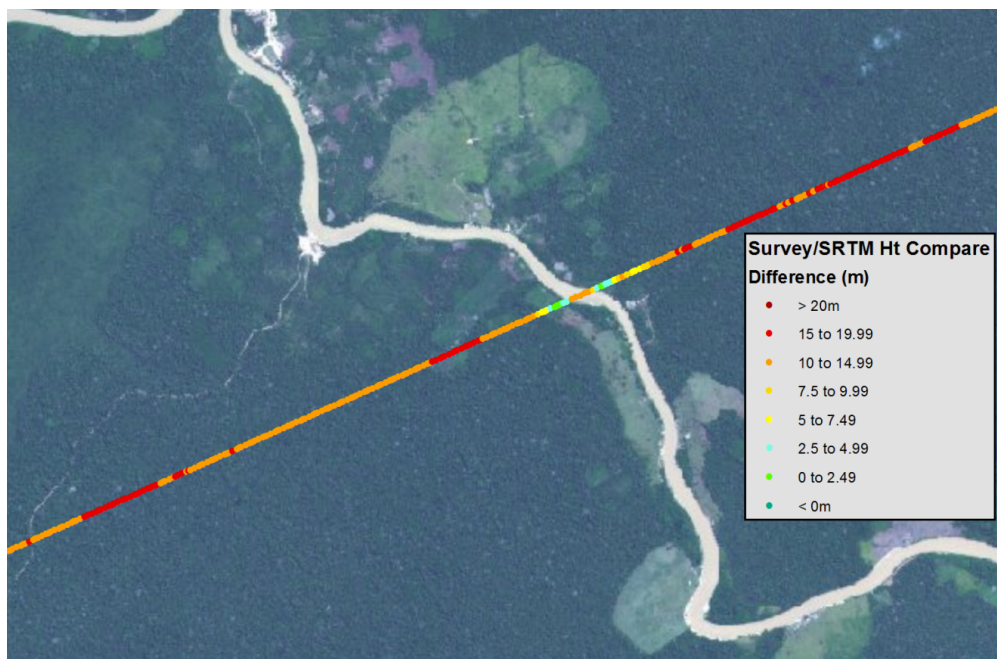 Survey/SRTM Ht Compare
Difference (m)
> 20m
15 to 19.99
10 to 14.99
7.5 to 9.99
5 to 7.49
2.5 to 4.99
0 to 2.49
< 0m